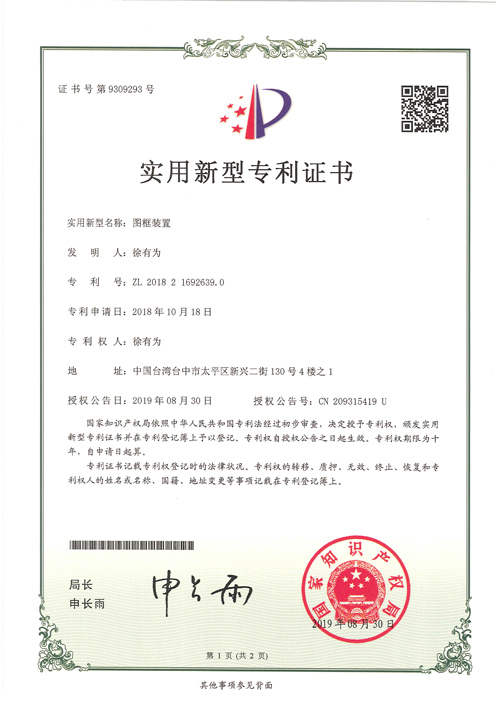 证书号第9309293号
实用新型专利证书
实用新型名称：图框装置
发明人：徐有为
专利号：ZL 2018 2 1692639.0
专利申请日：2018年10月18日
专利权人：徐有为
地址：中国台湾台中市太平区新兴二街130号4楼之1
授权公告日：2019年08月30日 授权公告号：CN 209315419 U
国家知识产权局依照中华人民共和国专利法经过初步审查，决定授予专利权，颁发实用
新型专利证书并在专利登记簿上予以登记。专利权自授权公告之日起生效。专利权期限为十
年，自申请日起算。
专利证书记载专利权登记时的法律状况。专利权的转移、质押、无效、终止、恢复和专
利权人的姓名或名称、国籍、地址变更等事项记载在专利登记簿上。
局长
申长雨
申长雨
国家知识产权局
2019年08月30日
第1页(共2页)
其他事项参见背面